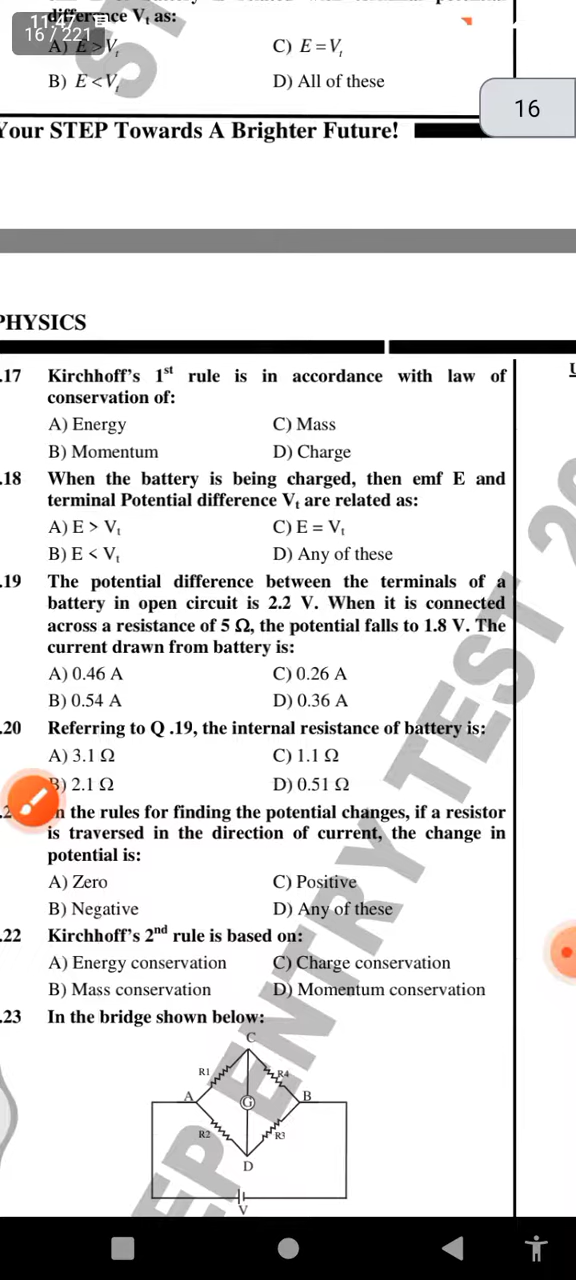 difference Vt as:
11:47
16 / 221
A) E > Vt
C) E = Vt
B) E < Vt
D) All of these
16
Your STEP Towards A Brighter Future!
PHYSICS
.17 Kirchhoff's 1st rule is in accordance with law of
conservation of:
A) Energy
C) Mass
B) Momentum
D) Charge
.18 When the battery is being charged, then emf E and
terminal Potential difference Vt are related as:
A) E > Vt
C) E = Vt
B) E < Vt
D) Any of these
.19 The potential difference between the terminals of a
battery in open circuit is 2.2 V. When it is connected
across a resistance of 5 Ω, the potential falls to 1.8 V. The
current drawn from battery is:
A) 0.46 A
C) 0.26 A
B) 0.54 A
D) 0.36 A
.20 Referring to Q .19, the internal resistance of battery is:
A) 3.1 Ω
C) 1.1 Ω
B) 2.1 Ω
D) 0.51 Ω
the rules for finding the potential changes, if a resistor
is traversed in the direction of current, the change in
potential is:
A) Zero
C) Positive
B) Negative
D) Any of these
.22 Kirchhoff's 2nd rule is based on:
A) Energy conservation
C) Charge conservation
B) Mass conservation
D) Momentum conservation
.23 In the bridge shown below:
C
R1
R4
A
G
B
R2
R3
D
V
EP ENTRY TEST 20